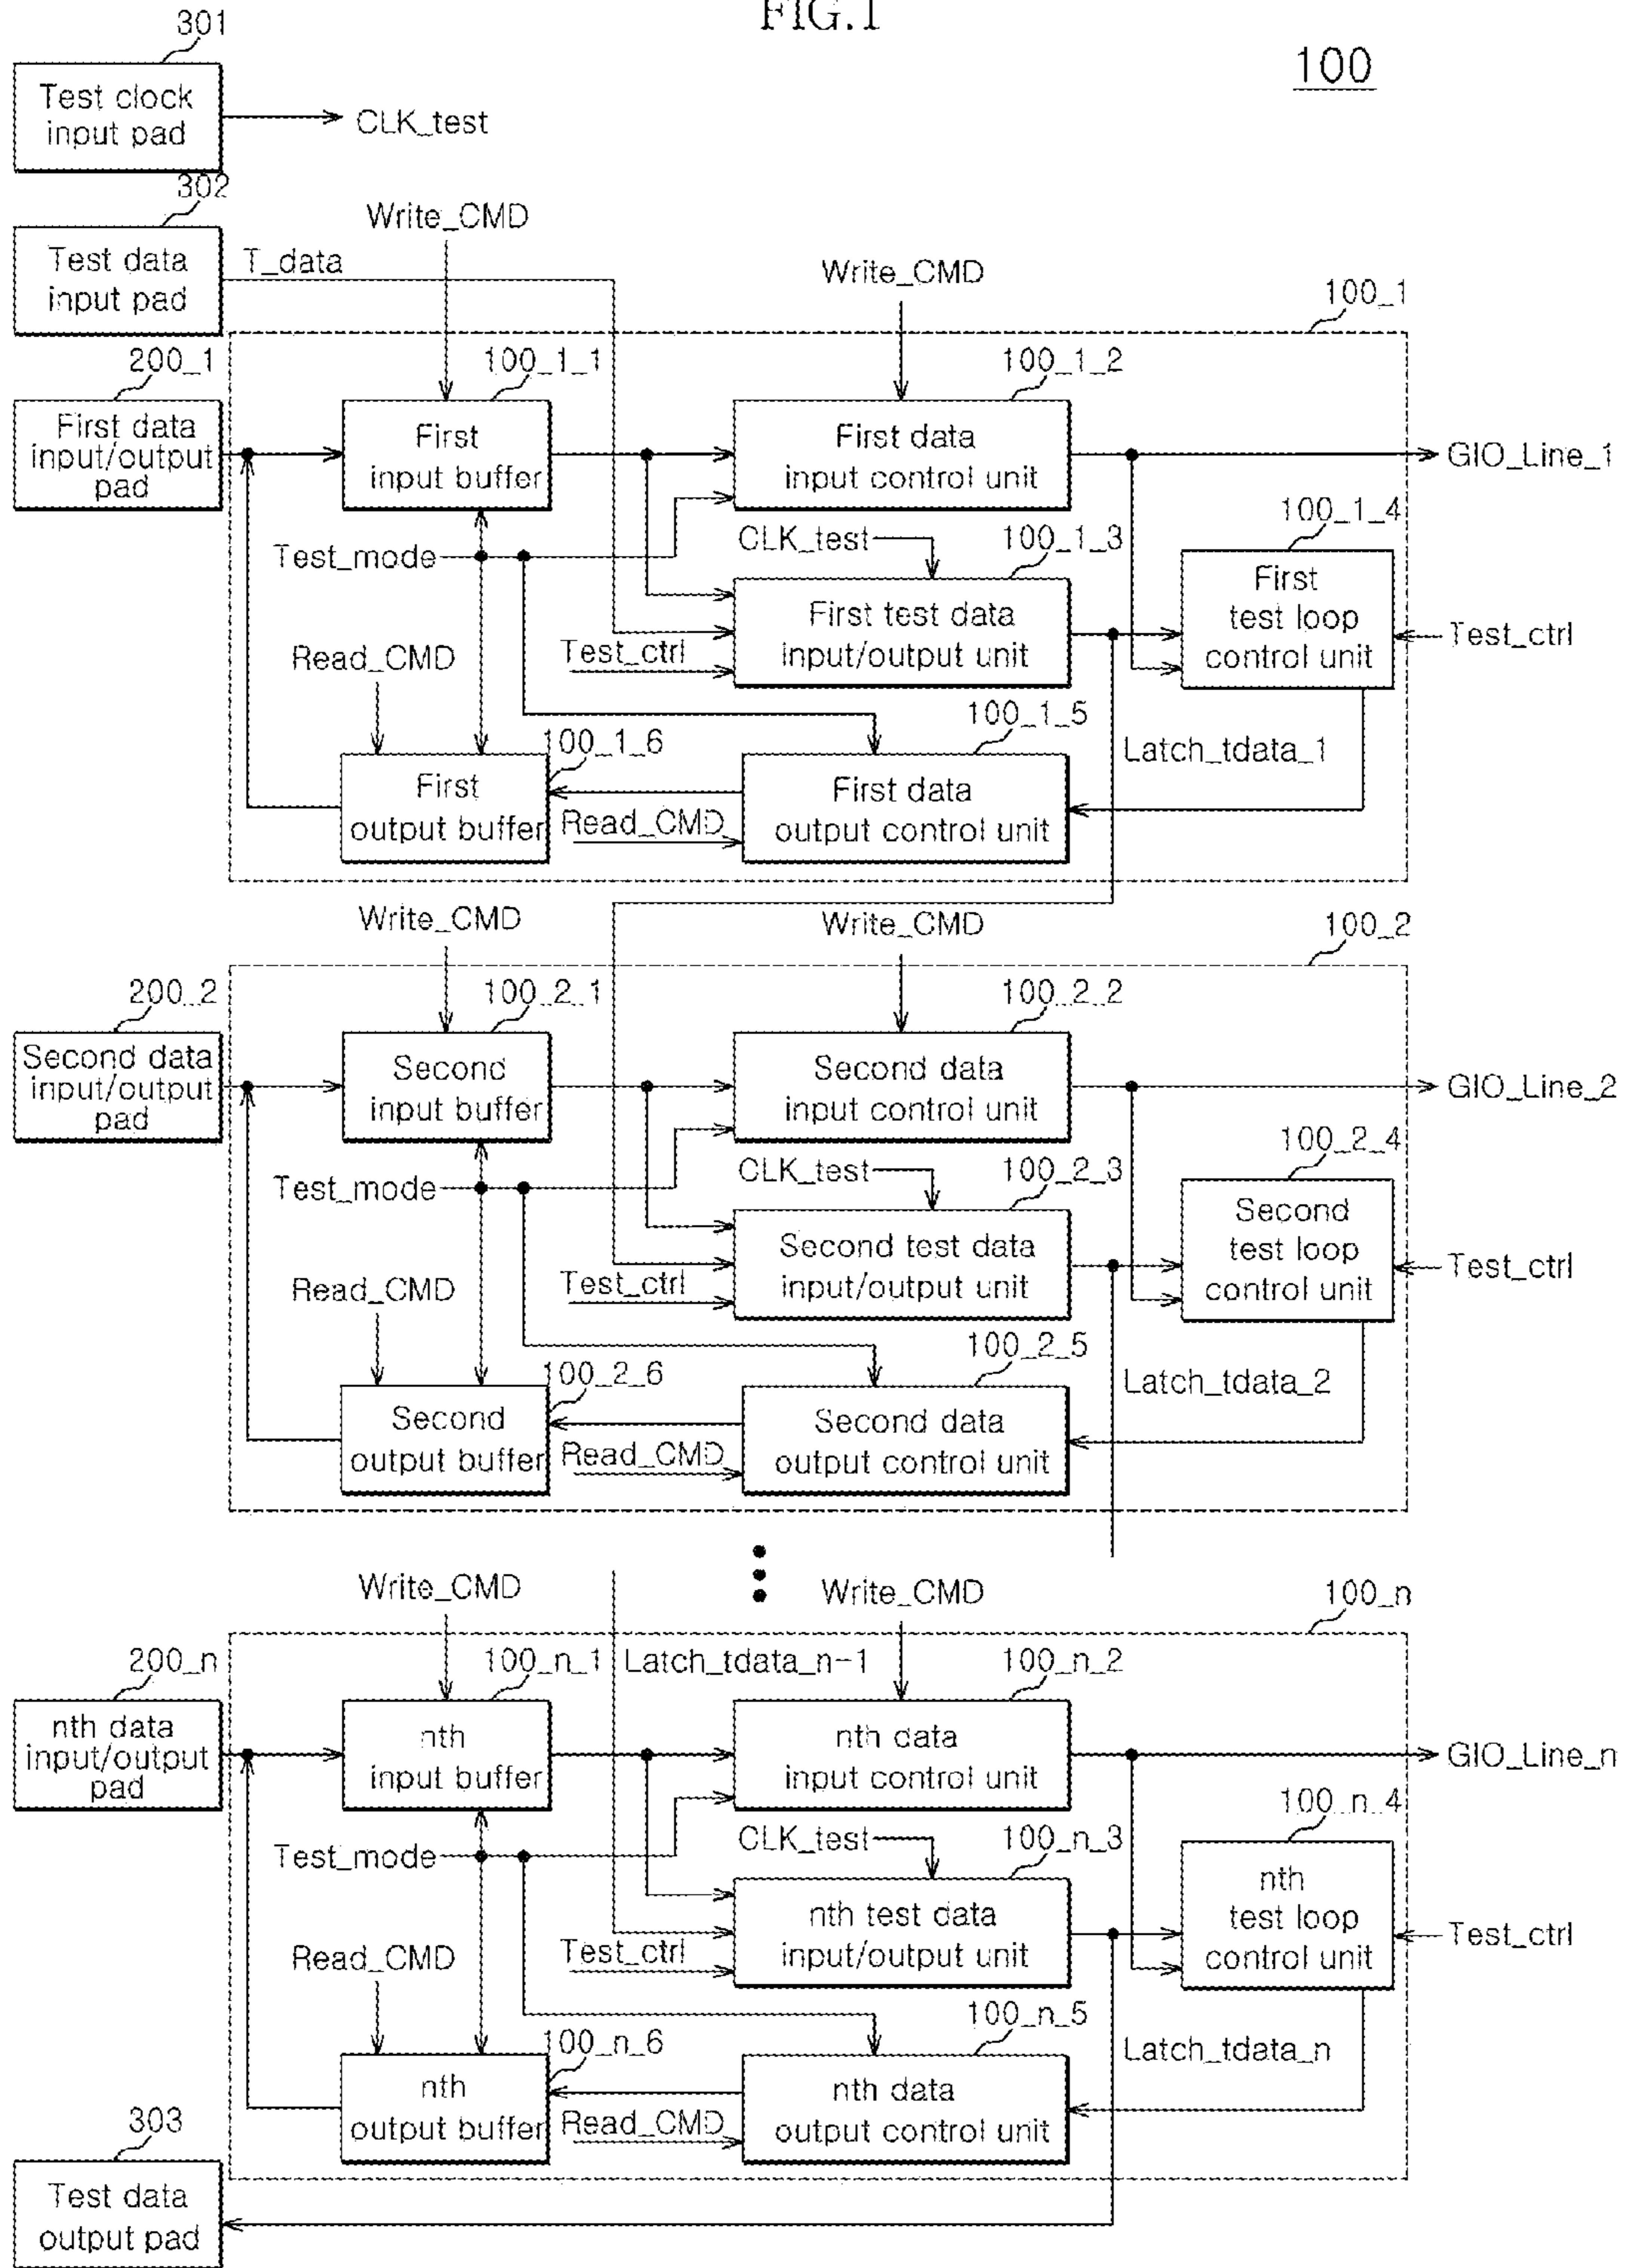 FIG.1
100
301
Test clock
input pad
CLK_test
302
Test data
input pad
T_data
Write_CMD
Write_CMD
100_1
200_1
First data
input/output
pad
100_1_1
First
input buffer
100_1_2
First data
input control unit
GIO_Line_1
Test_mode
CLK_test
100_1_3
First test data
input/output unit
Test_ctrl
100_1_4
First
test loop
control unit
Test_ctrl
Read_CMD
100_1_6
First
output buffer
Read_CMD
100_1_5
First data
output control unit
Latch_tdata_1
Write_CMD
Write_CMD
100_2
200_2
Second data
input/output
pad
100_2_1
Second
input buffer
100_2_2
Second data
input control unit
GIO_Line_2
Test_mode
CLK_test
100_2_3
Second test data
input/output unit
Test_ctrl
100_2_4
Second
test loop
control unit
Test_ctrl
Read_CMD
100_2_6
Second
output buffer
Read_CMD
100_2_5
Second data
output control unit
Latch_tdata_2
Write_CMD
Write_CMD
100_n
200_n
nth data
input/output
pad
100_n_1
nth
input buffer
Latch_tdata_n-1
100_n_2
nth data
input control unit
GIO_Line_n
Test_mode
CLK_test
100_n_3
nth test data
input/output unit
Test_ctrl
100_n_4
nth
test loop
control unit
Test_ctrl
Read_CMD
100_n_6
nth
output buffer
Read_CMD
100_n_5
nth data
output control unit
Latch_tdata_n
303
Test data
output pad